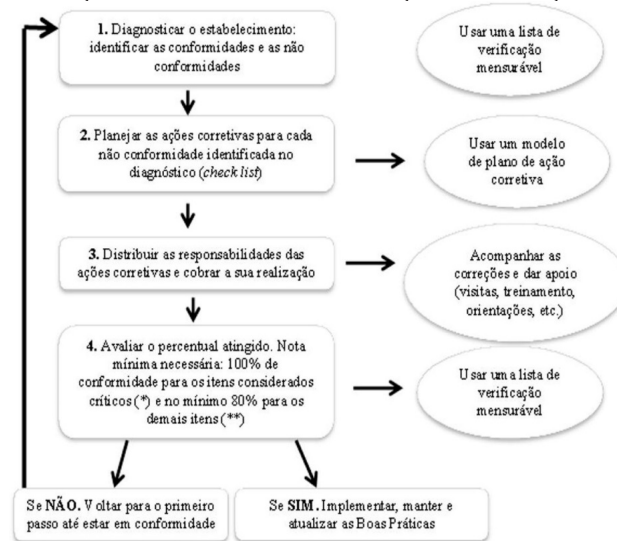 1. Diagnosticar o estabelecimento:
identificar as conformidades e as não
conformidades
Usar uma lista de
verificação
mensurável
2. Planejar as ações corretivas para cada
não conformidade identificada no
diagnóstico (check list)
Usar um modelo
de plano de ação
corretiva
3. Distribuir as responsabilidades das
ações corretivas e cobrar a sua realização
Acompanhar as
correções e dar apoio
(visitas, treinamento,
orientações, etc.)
4. Avaliar o percentual atingido. Nota
mínima necessária: 100% de
conformidade para os itens considerados
críticos (*) e no mínimo 80% para os
demais itens (**)
Usar uma lista de
verificação
mensurável
Se NÃO. Voltar para o primeiro
passo até estar em conformidade
Se SIM. Implementar, manter e
atualizar as Boas Práticas